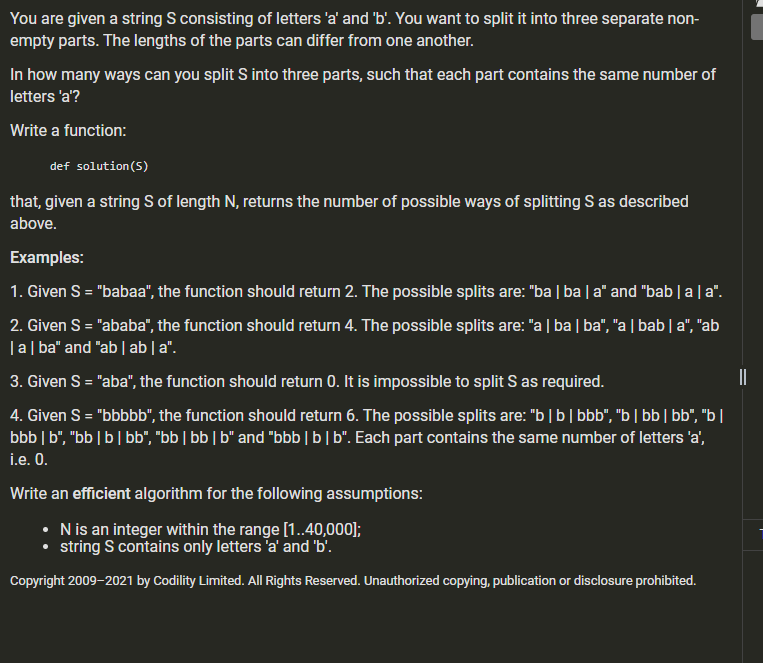 You are given a string S consisting of letters 'a' and 'b'. You want to split it into three separate non-
empty parts. The lengths of the parts can differ from one another.
In how many ways can you split S into three parts, such that each part contains the same number of
letters 'a'?
Write a function:
def solution(S)
that, given a string S of length N, returns the number of possible ways of splitting S as described
above.
Examples:
1. Given S = "babaa", the function should return 2. The possible splits are: "ba | ba | a" and "bab | a | a".
2. Given S = "ababa", the function should return 4. The possible splits are: "a | ba | ba", "a | bab | a", "ab
| a | ba" and "ab | ab | a".
3. Given S = "aba", the function should return 0. It is impossible to split S as required.
4. Given S = "bbbbb", the function should return 6. The possible splits are: "b | b | bbb", "b | bb | bb", "b |
bbb | b", "bb | b | bb", "bb | bb | b" and "bbb | b | b". Each part contains the same number of letters 'a',
i.e. 0.
Write an efficient algorithm for the following assumptions:
• N is an integer within the range [1..40,000];
• string S contains only letters 'a' and 'b'.
Copyright 2009–2021 by Codility Limited. All Rights Reserved. Unauthorized copying, publication or disclosure prohibited.